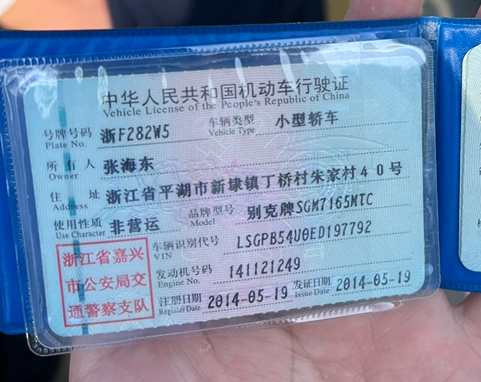 中华人民共和国机动车行驶证
Vehicle License of the People's Republic of China
号牌号码 Plate No. 浙F282W5 车辆类型 Vehicle Type 小型轿车
所有人 Owner 张海东
住址 Address 浙江省平湖市新埭镇丁桥村朱家村40号
使用性质 Use Character 非营运 品牌型号 Model 别克牌SGM7165MTC
浙江省嘉兴
市公安局交
通警察支队
车辆识别代号 VIN LSGPB54U0ED197792
发动机号码 Engine No. 141121249
注册日期 Register Date 2014-05-19 发证日期 Issue Date 2014-05-19